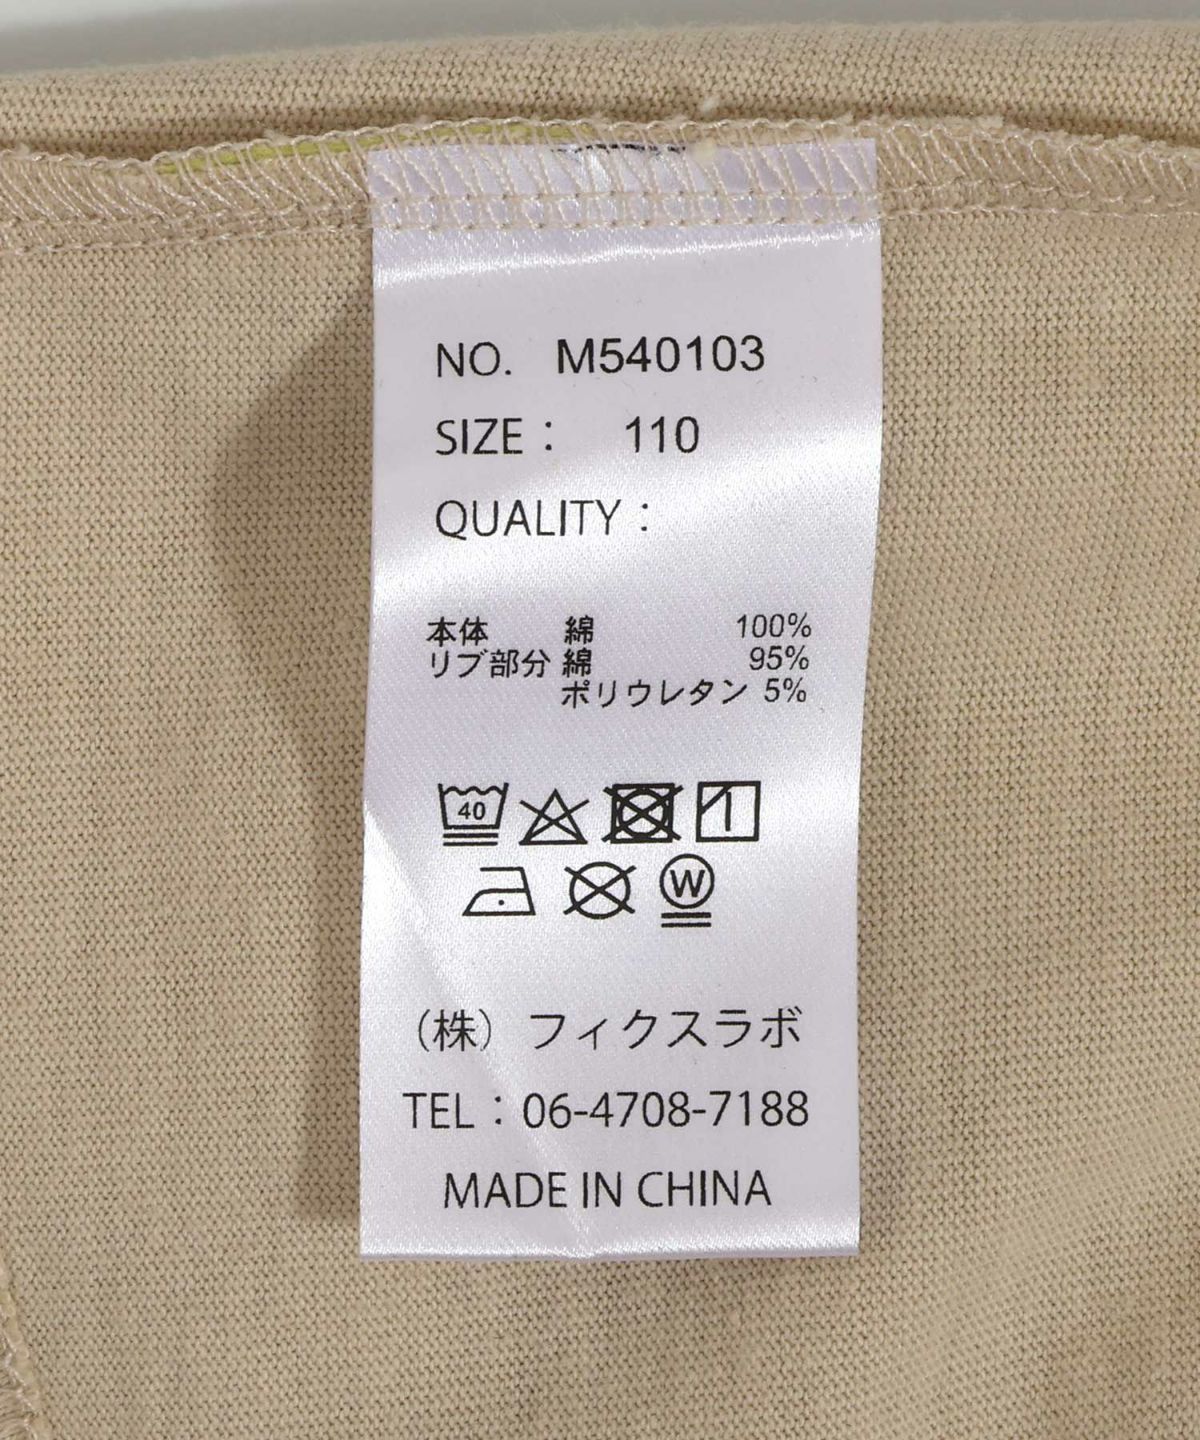 NO. M540103
SIZE： 110
QUALITY：
本体 綿 100%
リブ部分 綿 95%
ポリウレタン 5%
40
W
（株）フィクスラボ
TEL：06-4708-7188
MADE IN CHINA